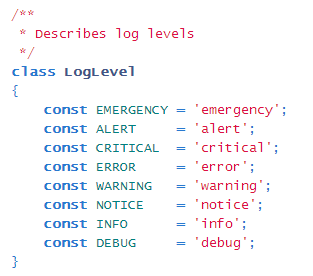 /**
 * Describes log levels
 */
class LogLevel
{
    const EMERGENCY = 'emergency';
    const ALERT     = 'alert';
    const CRITICAL  = 'critical';
    const ERROR     = 'error';
    const WARNING   = 'warning';
    const NOTICE    = 'notice';
    const INFO      = 'info';
    const DEBUG     = 'debug';
}